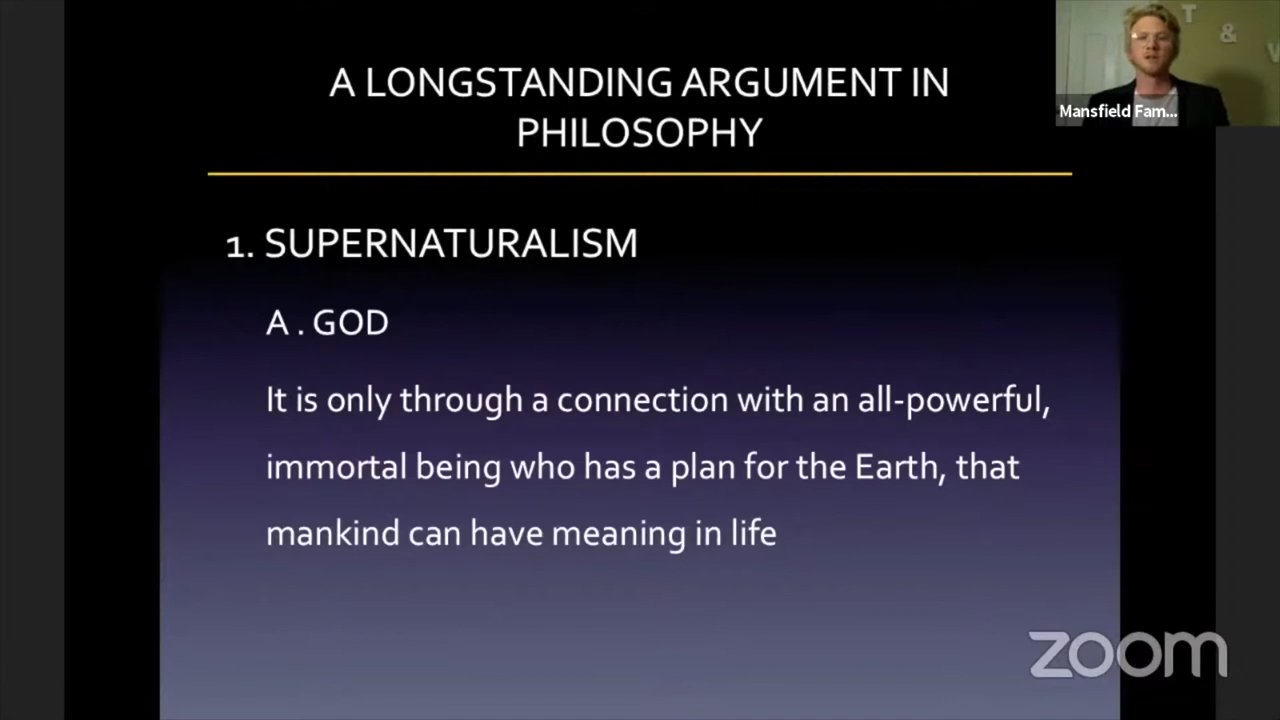 A LONGSTANDING ARGUMENT IN
PHILOSOPHY
T
&
Mansfield Fam...
1. SUPERNATURALISM
A . GOD
It is only through a connection with an all-powerful,
immortal being who has a plan for the Earth, that
mankind can have meaning in life
zoom